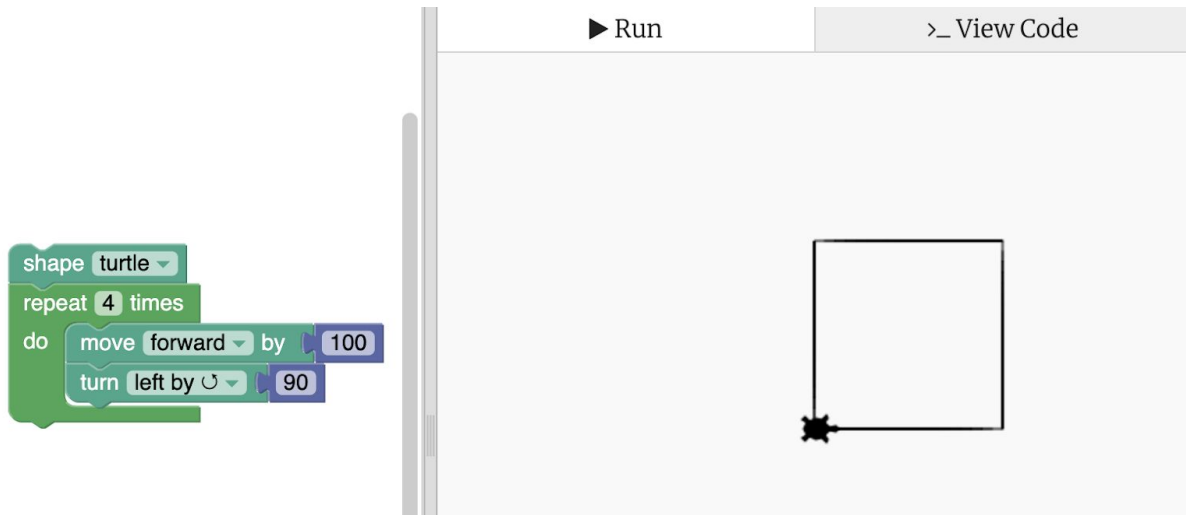 Run
>_ View Code
shape turtle
repeat 4 times
do move forward by 100
turn left by ↺ 90